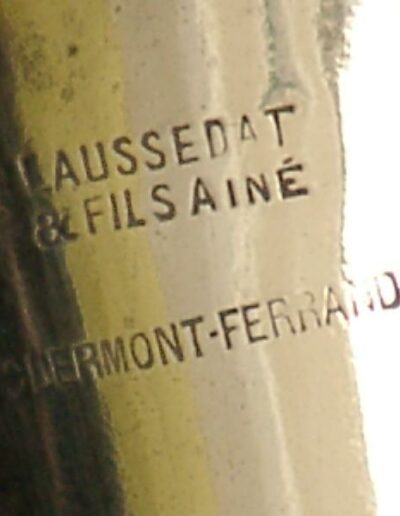 LAUSSEDAT
& FILS AINÉ
CLERMONT-FERRAND